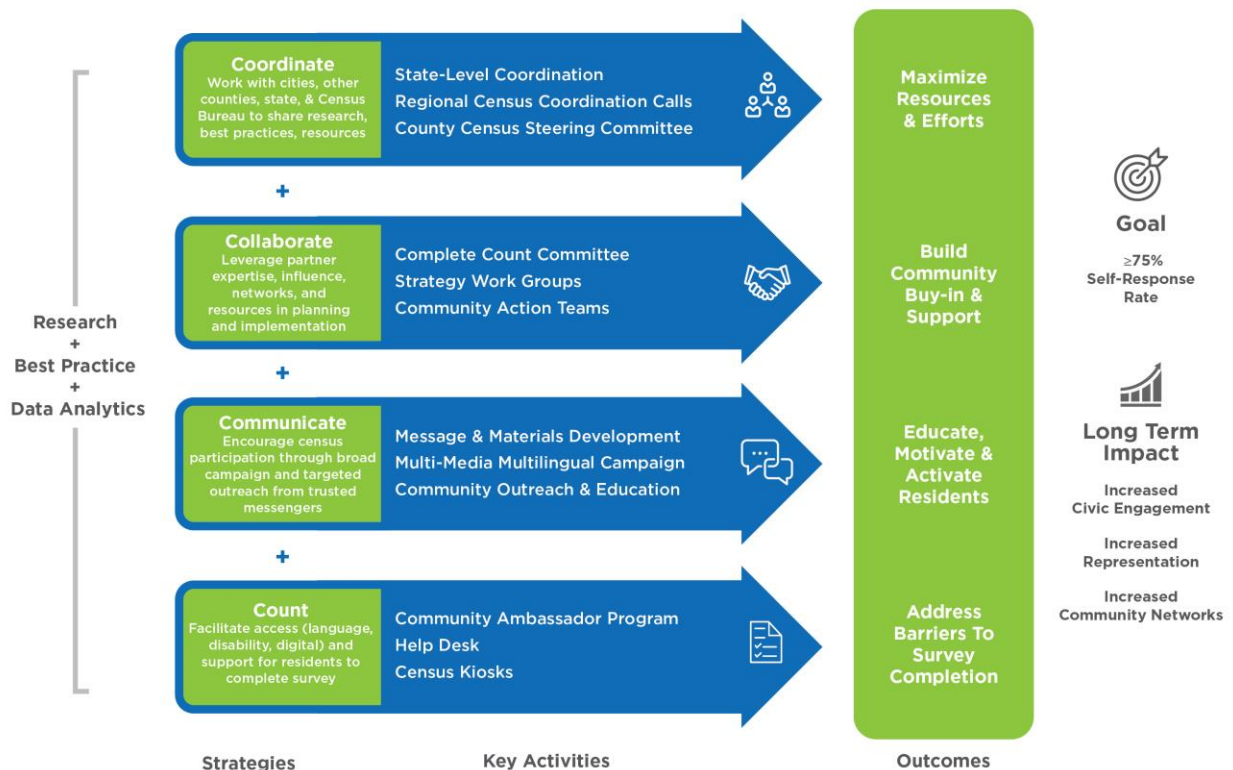 Research
+
Best Practice
+
Data Analytics
Coordinate
Work with cities, other
counties, state, & Census
Bureau to share research,
best practices, resources
State-Level Coordination
Regional Census Coordination Calls
County Census Steering Committee
Maximize
Resources
& Efforts
+
Collaborate
Leverage partner
expertise, influence,
networks, and
resources in planning
and implementation
Complete Count Committee
Strategy Work Groups
Community Action Teams
Build
Community
Buy-in &
Support
+
Communicate
Encourage census
participation through broad
campaign and targeted
outreach from trusted
messengers
Message & Materials Development
Multi-Media Multilingual Campaign
Community Outreach & Education
Educate,
Motivate &
Activate
Residents
+
Count
Facilitate access (language,
disability, digital) and
support for residents to
complete survey
Community Ambassador Program
Help Desk
Census Kiosks
Address
Barriers To
Survey
Completion
Goal
≥75%
Self-Response
Rate
Long Term
Impact
Increased
Civic Engagement
Increased
Representation
Increased
Community Networks
Strategies
Key Activities
Outcomes